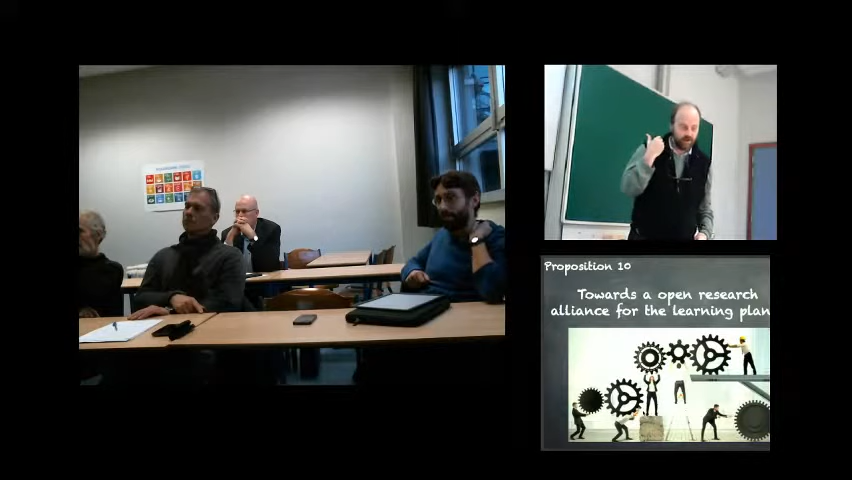 Proposition 10
Towards a open research
alliance for the learning plan